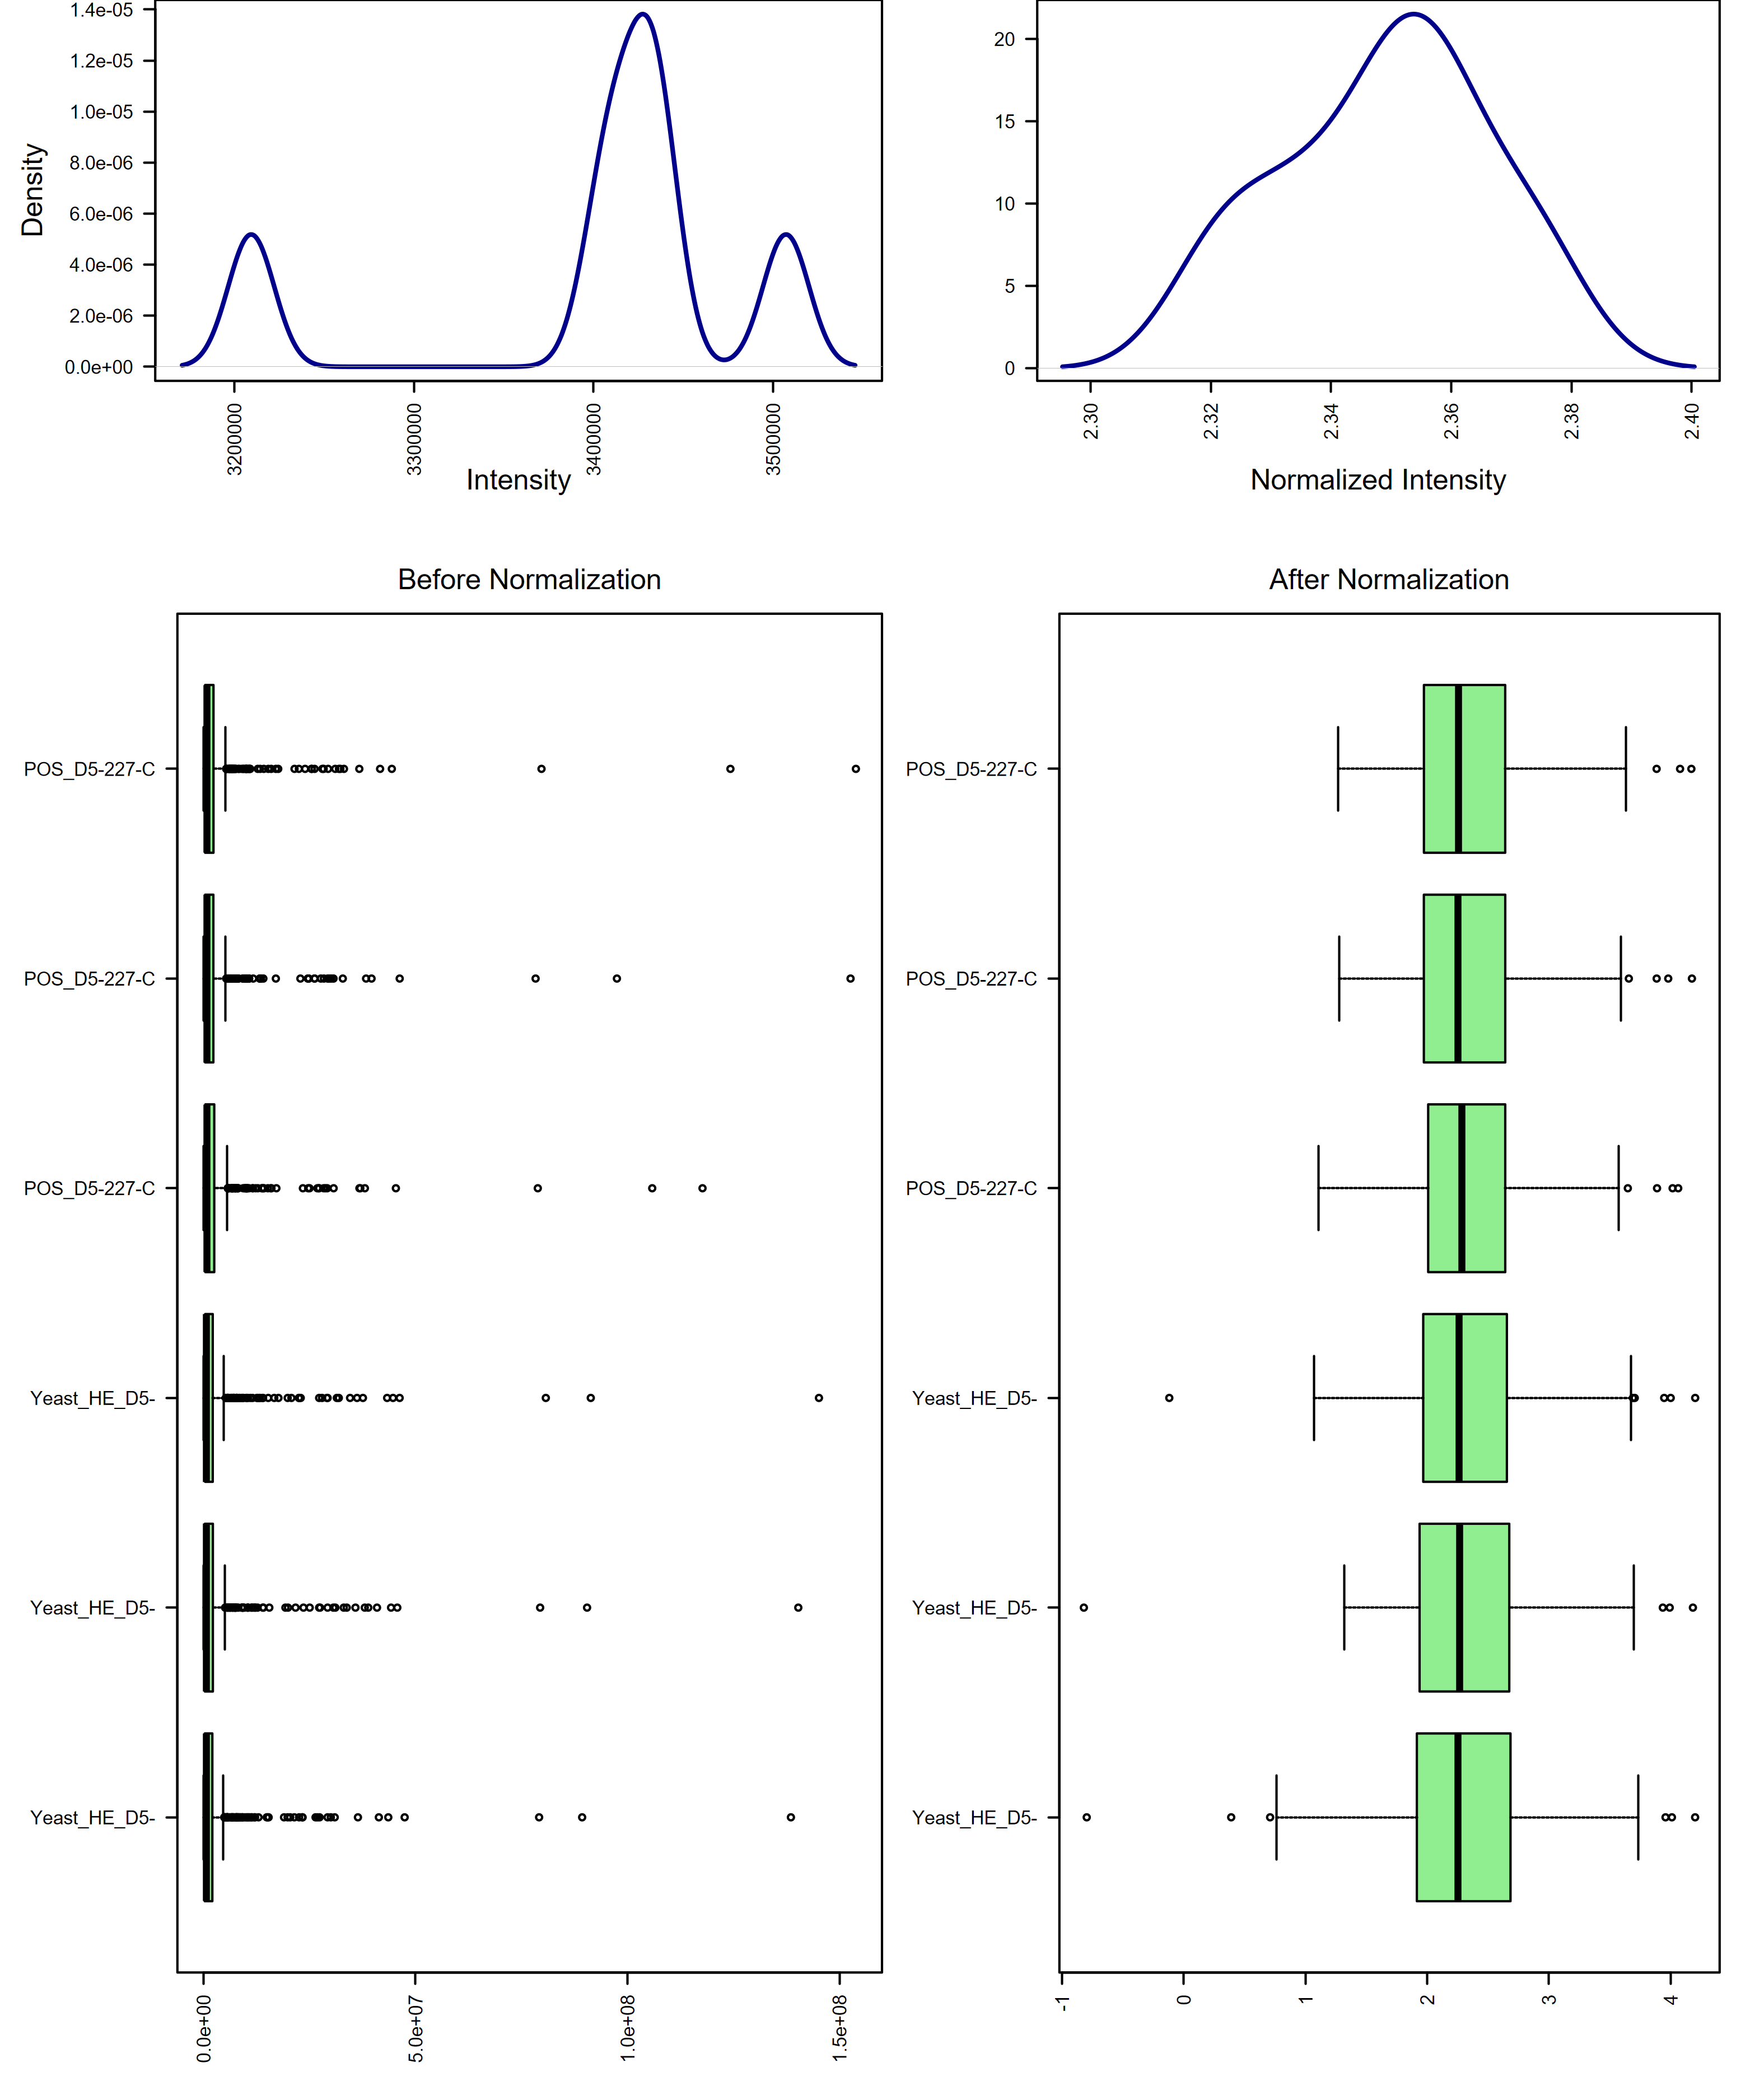 1.4e-05
1.2e-05
1.0e-05
8.0e-06
6.0e-06
4.0e-06
2.0e-06
0.0e+00
Density
3200000
3300000
3400000
3500000
Intensity
20
15
10
5
0
2.30
2.32
2.34
2.36
2.38
2.40
Normalized Intensity
Before Normalization
POS_D5-227-C
POS_D5-227-C
POS_D5-227-C
Yeast_HE_D5-
Yeast_HE_D5-
Yeast_HE_D5-
0.0e+00
5.0e+07
1.0e+08
1.5e+08
After Normalization
POS_D5-227-C
POS_D5-227-C
POS_D5-227-C
Yeast_HE_D5-
Yeast_HE_D5-
Yeast_HE_D5-
-1
0
1
2
3
4